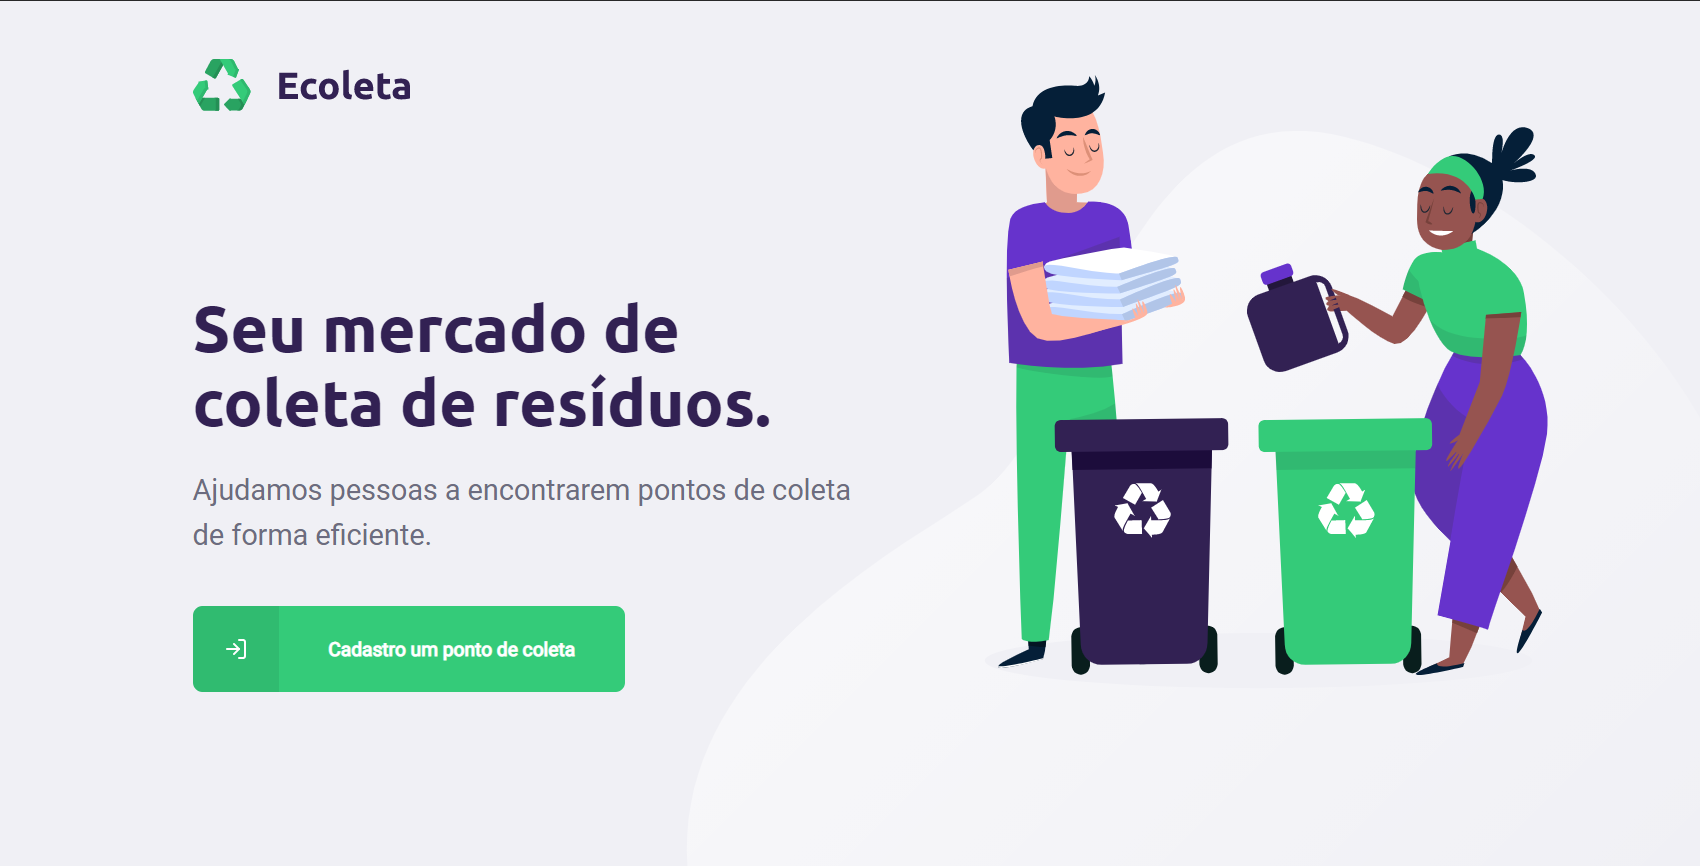 Ecoleta
Seu mercado de
coleta de resíduos.
Ajudamos pessoas a encontrarem pontos de coleta
de forma eficiente.
Cadastro um ponto de coleta